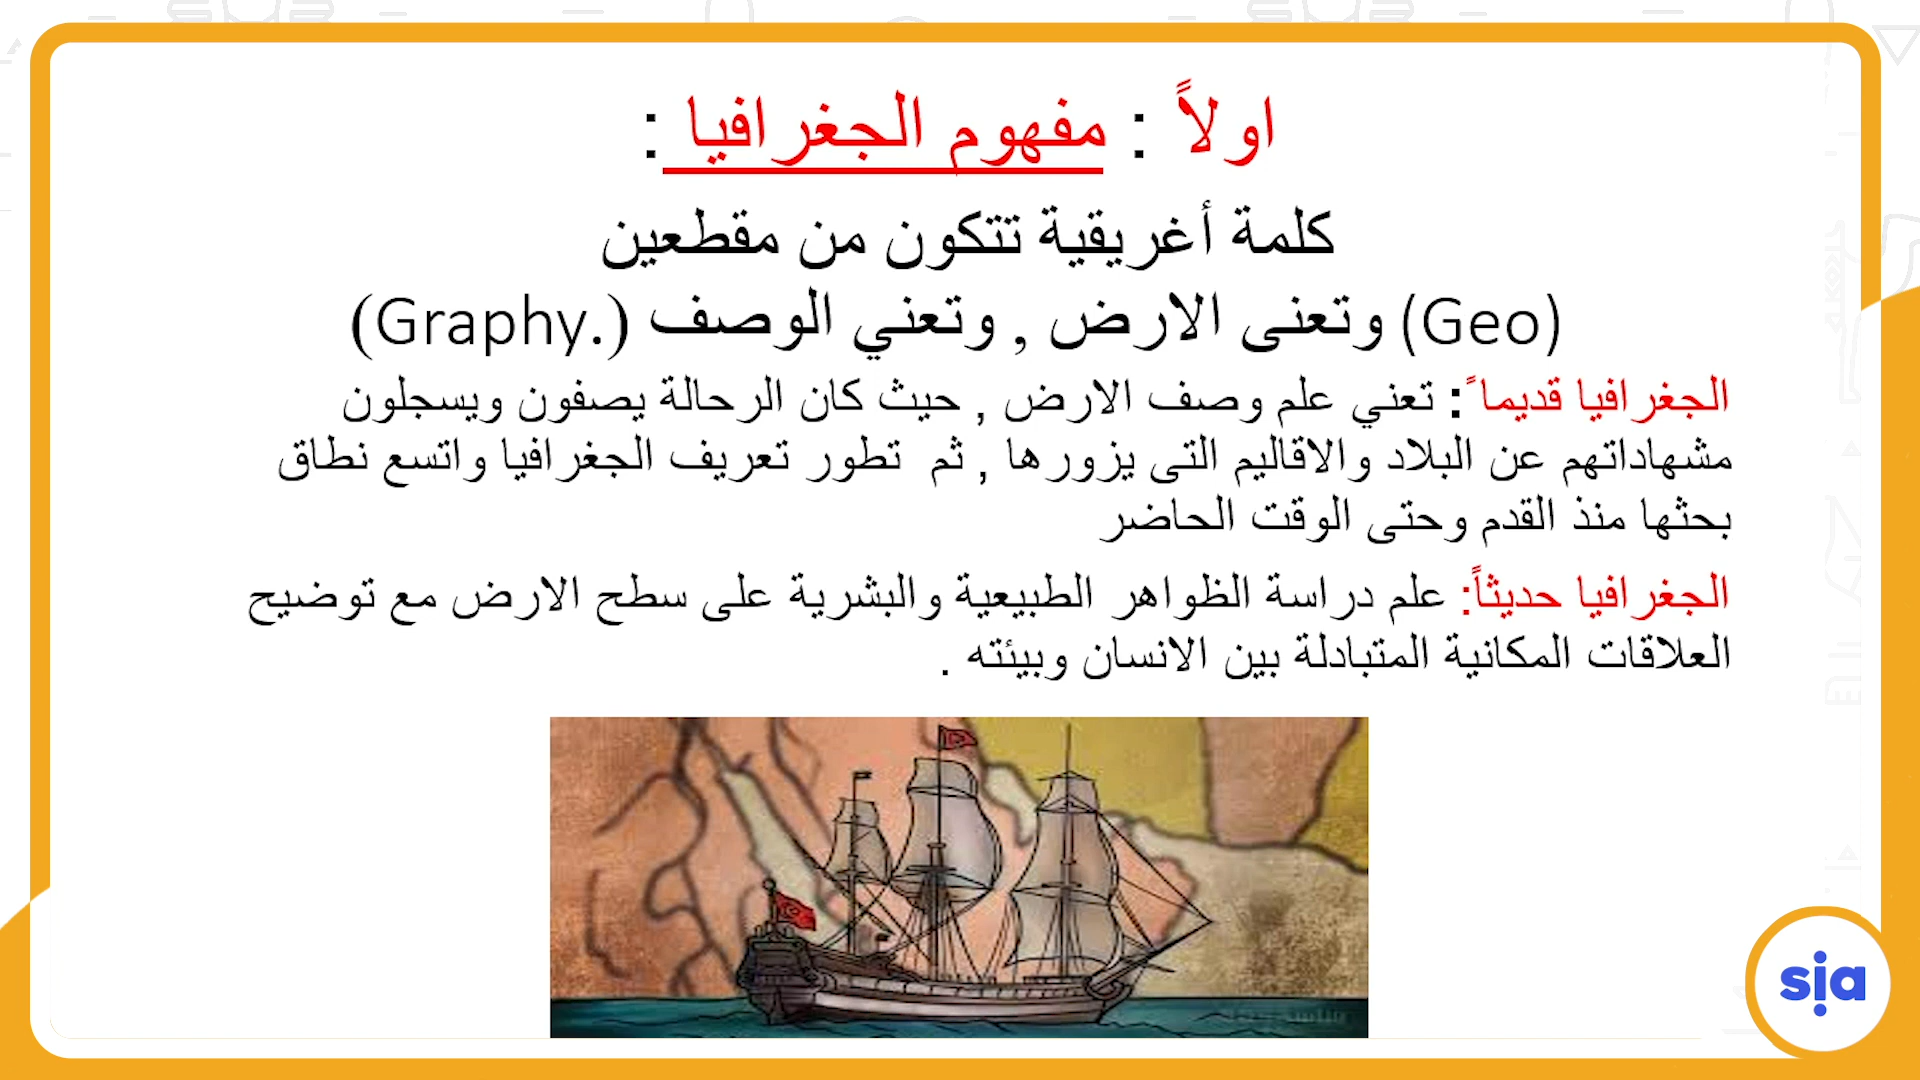 اولاً : مفهوم الجغرافيا :
كلمة أغريقية تتكون من مقطعين
(Geo) وتعنى الارض , وتعني الوصف (Graphy.)
الجغرافيا قديماً : تعني علم وصف الارض , حيث كان الرحالة يصفون ويسجلون
مشهاداتهم عن البلاد والاقاليم التى يزورها , ثم تطور تعريف الجغرافيا واتسع نطاق
بحثها منذ القدم وحتى الوقت الحاضر
الجغرافيا حديثاً: علم دراسة الظواهر الطبيعية والبشرية على سطح الارض مع توضيح
العلاقات المكانية المتبادلة بين الانسان وبيئته .
sia